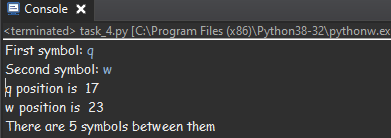 Console
<terminated> task_4.py [C:\Program Files (x86)\Python38-32\pythonw.ex
First symbol: q
Second symbol: w
q position is  17
w position is  23
There are 5 symbols between them